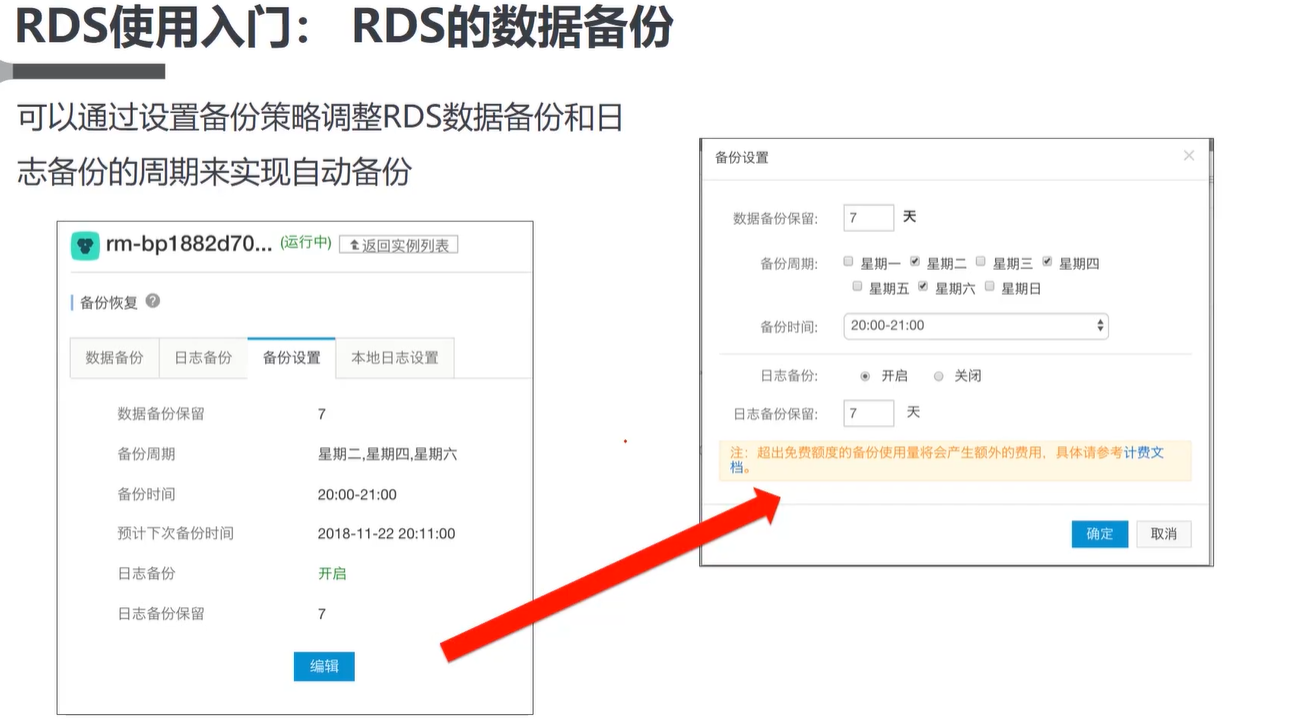 RDS使用入门： RDS的数据备份
可以通过设置备份策略调整RDS数据备份和日
志备份的周期来实现自动备份
rm-bp1882d70... (运行中) 返回实例列表
备份恢复 ?
数据备份 日志备份 备份设置 本地日志设置
数据备份保留 7
备份周期 星期二,星期四,星期六
备份时间 20:00-21:00
预计下次备份时间 2018-11-22 20:11:00
日志备份 开启
日志备份保留 7
编辑
备份设置
数据备份保留: 7 天
备份周期: 星期一 星期二 星期三 星期四
星期五 星期六 星期日
备份时间: 20:00-21:00
日志备份: 开启 关闭
日志备份保留: 7 天
注：超出免费额度的备份使用量将会产生额外的费用，具体请参考计费文
档。
确定 取消